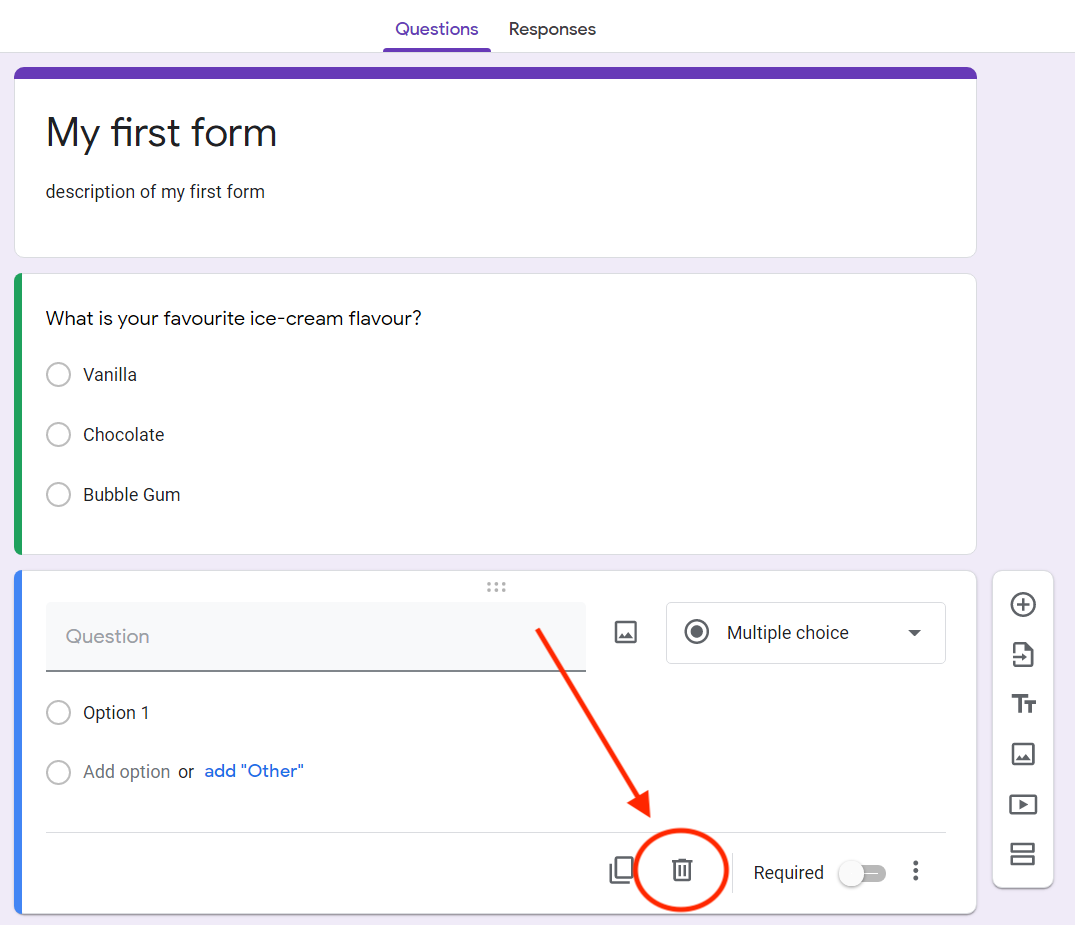 Questions Responses
My first form
description of my first form
What is your favourite ice-cream flavour?
Vanilla
Chocolate
Bubble Gum
Question
Multiple choice
Option 1
Add option or add "Other"
Required